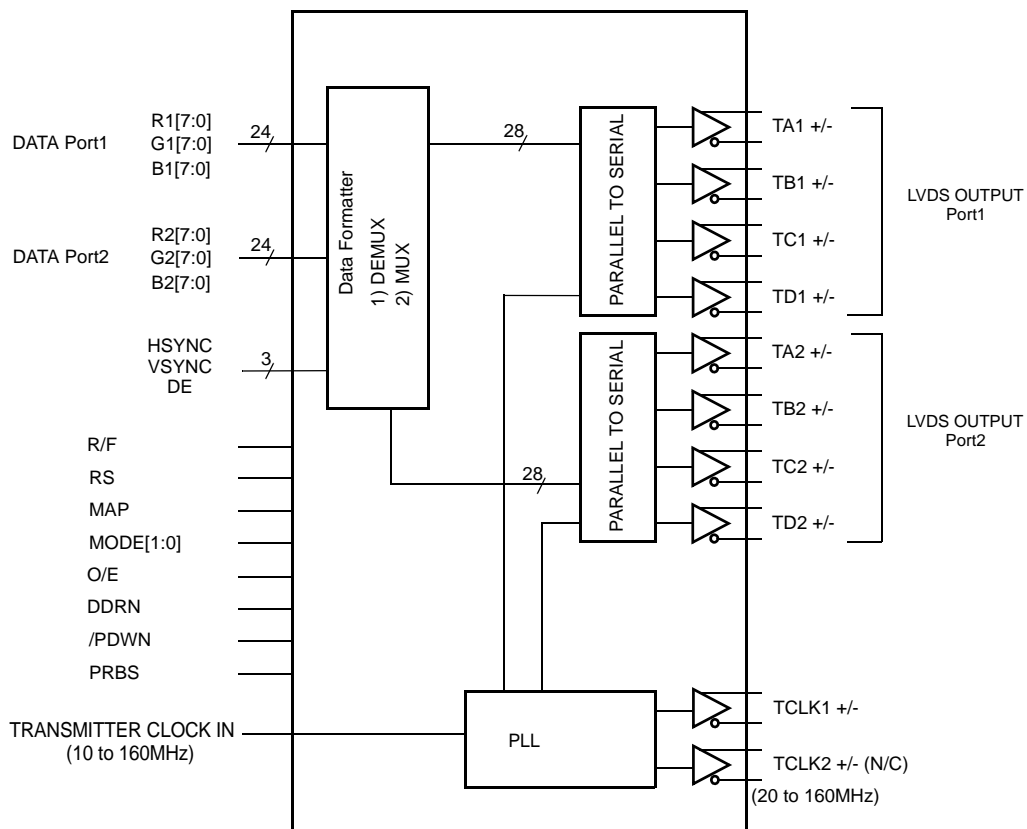 DATA Port1
R1[7:0]
G1[7:0]
B1[7:0]
24
DATA Port2
R2[7:0]
G2[7:0]
B2[7:0]
24
HSYNC
VSYNC
DE
3
R/F
RS
MAP
MODE[1:0]
O/E
DDRN
/PDWN
PRBS
TRANSMITTER CLOCK IN
(10 to 160MHz)
Data Formatter
1) DEMUX
2) MUX
28
28
PARALLEL TO SERIAL
PARALLEL TO SERIAL
PLL
TA1 +/-
TB1 +/-
TC1 +/-
TD1 +/-
LVDS OUTPUT
Port1
TA2 +/-
TB2 +/-
TC2 +/-
TD2 +/-
LVDS OUTPUT
Port2
TCLK1 +/-
TCLK2 +/- (N/C)
(20 to 160MHz)